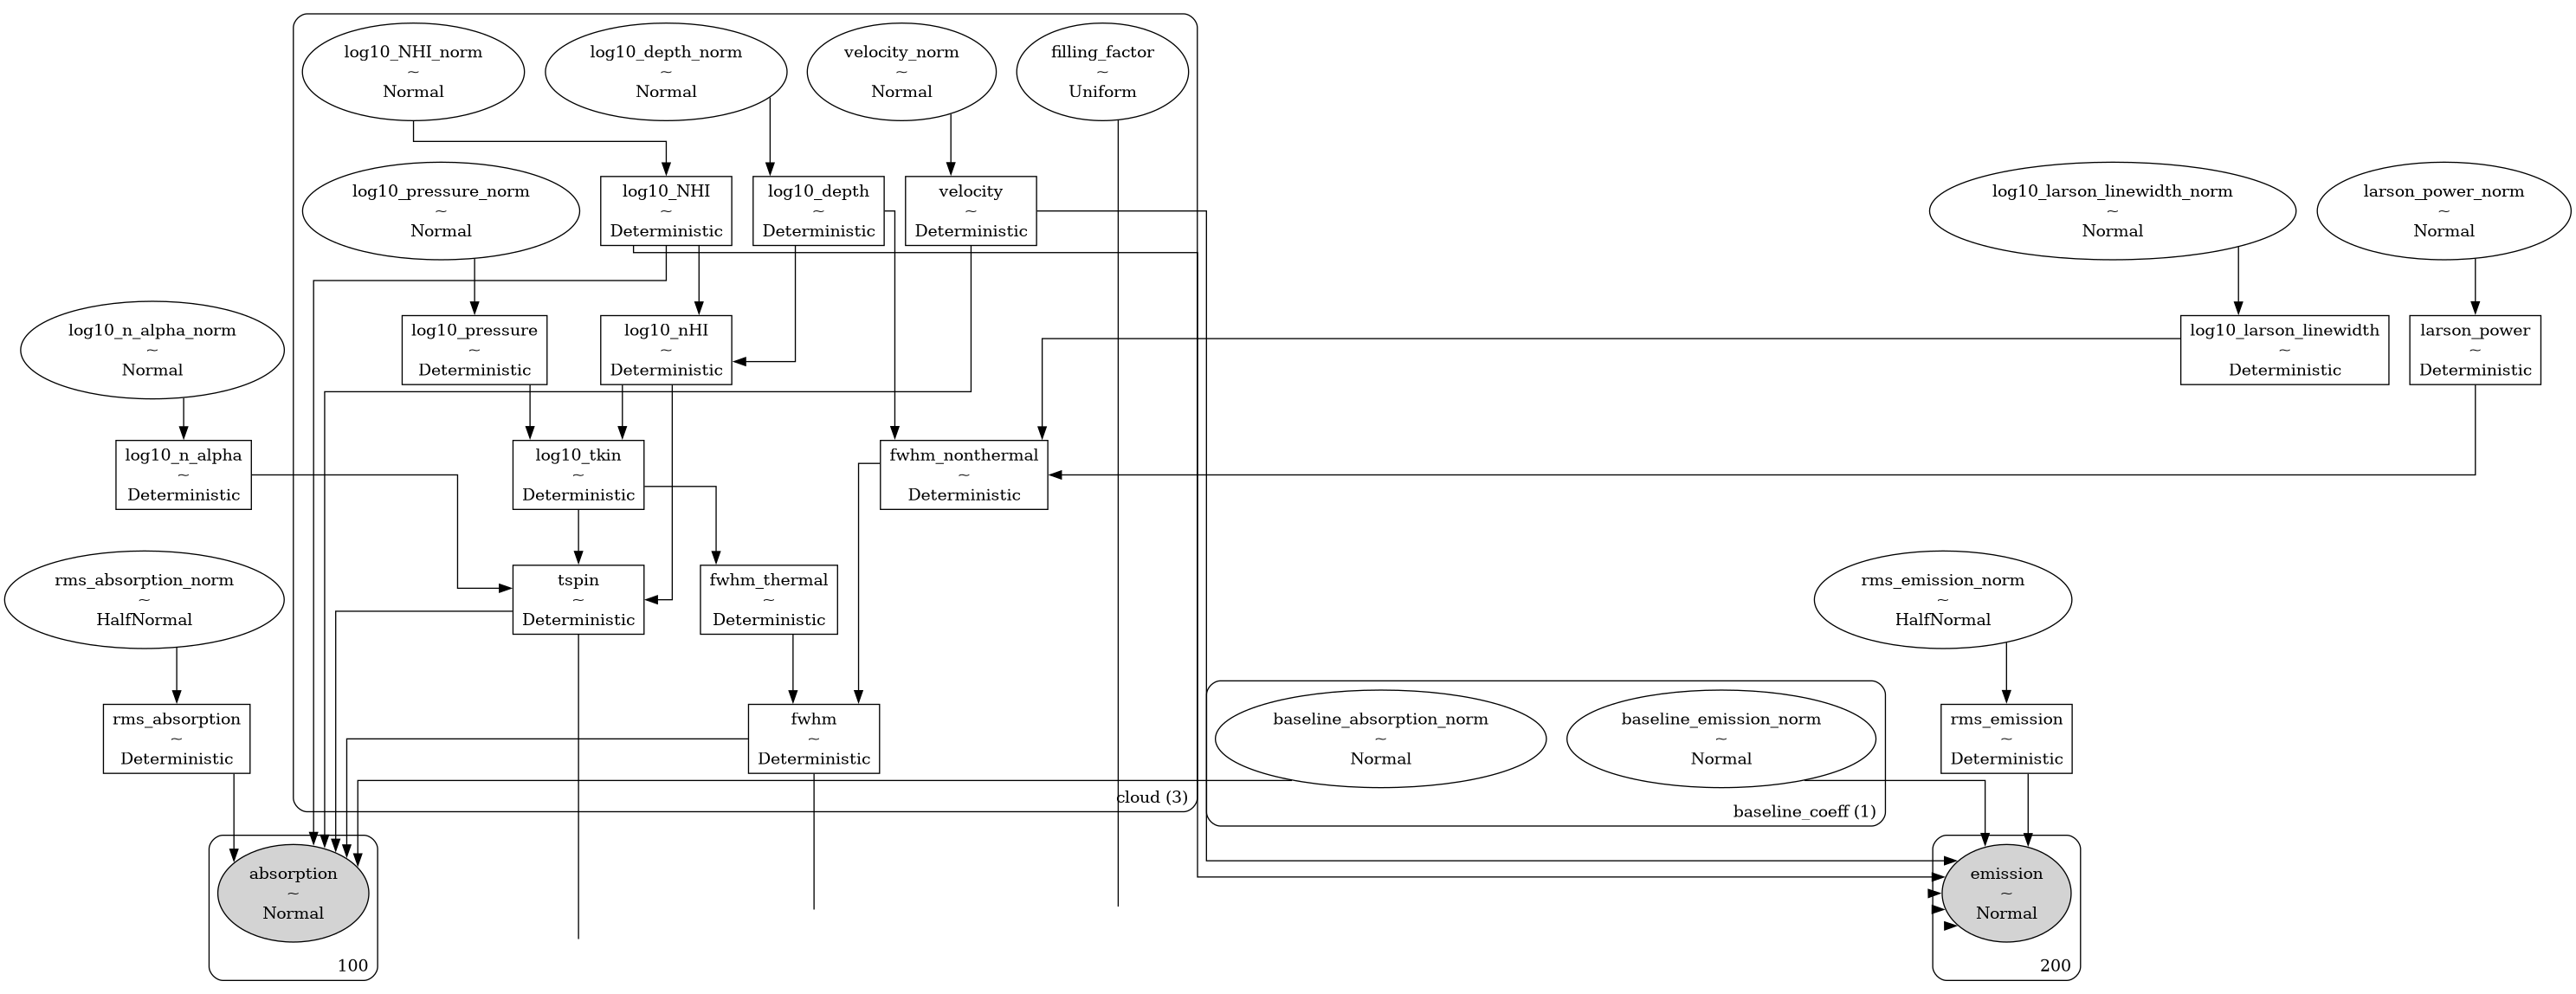 log10_NHI_norm
~
Normal
log10_depth_norm
~
Normal
velocity_norm
~
Normal
filling_factor
~
Uniform
log10_pressure_norm
~
Normal
log10_NHI
~
Deterministic
log10_depth
~
Deterministic
velocity
~
Deterministic
log10_larson_linewidth_norm
~
Normal
larson_power_norm
~
Normal
log10_n_alpha_norm
~
Normal
log10_pressure
~
Deterministic
log10_nHI
~
Deterministic
log10_larson_linewidth
~
Deterministic
larson_power
~
Deterministic
log10_n_alpha
~
Deterministic
log10_tkin
~
Deterministic
fwhm_nonthermal
~
Deterministic
rms_absorption_norm
~
HalfNormal
tspin
~
Deterministic
fwhm_thermal
~
Deterministic
rms_emission_norm
~
HalfNormal
rms_absorption
~
Deterministic
fwhm
~
Deterministic
baseline_absorption_norm
~
Normal
baseline_emission_norm
~
Normal
rms_emission
~
Deterministic
cloud (3)
baseline_coeff (1)
absorption
~
Normal
100
emission
~
Normal
200